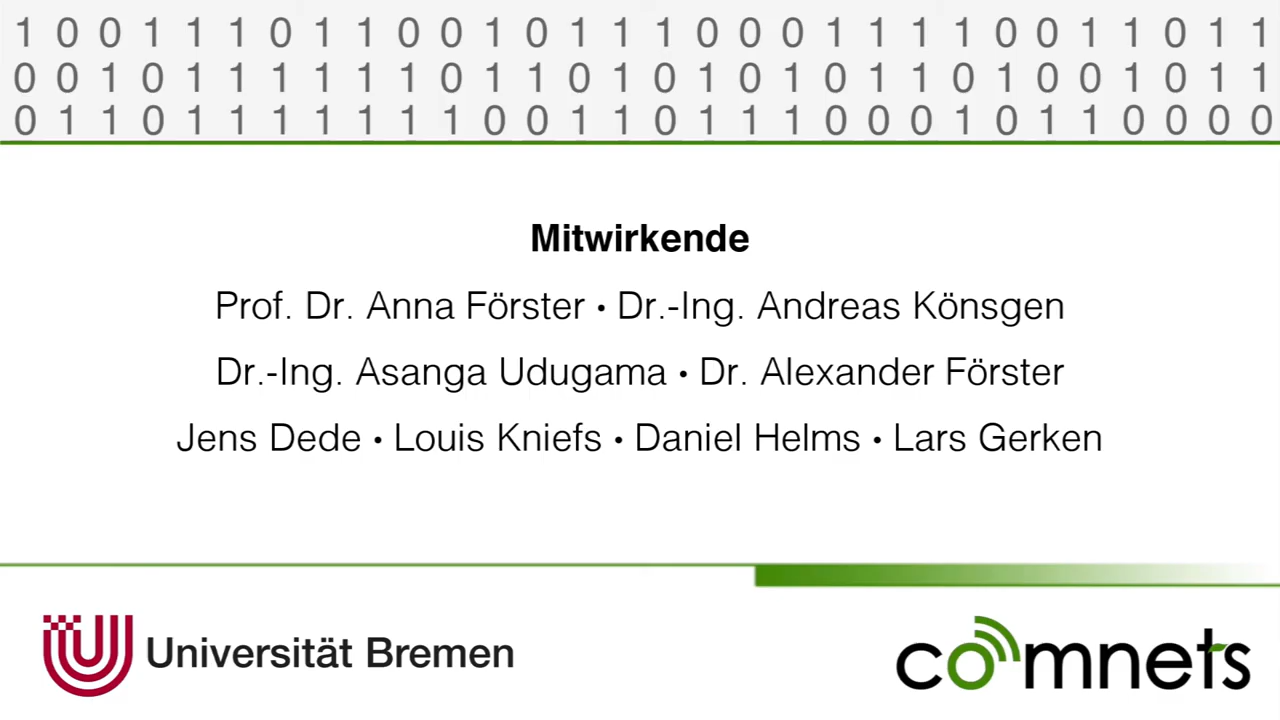 1 0 0 1 1 1 0 1 1 0 0 1 0 1 1 1 0 0 0 1 1 1 1 0 0 1 1 0 1 1
0 0 1 0 1 1 1 1 1 1 0 1 1 0 1 0 1 0 1 0 1 1 0 1 0 0 1 0 1 1
0 1 1 0 1 1 1 1 1 1 1 0 0 1 1 0 1 1 1 0 0 0 1 0 1 1 0 0 0 0
Mitwirkende
Prof. Dr. Anna Förster • Dr.-Ing. Andreas Könsgen
Dr.-Ing. Asanga Udugama • Dr. Alexander Förster
Jens Dede • Louis Kniefs • Daniel Helms • Lars Gerken
Universität Bremen
comnets